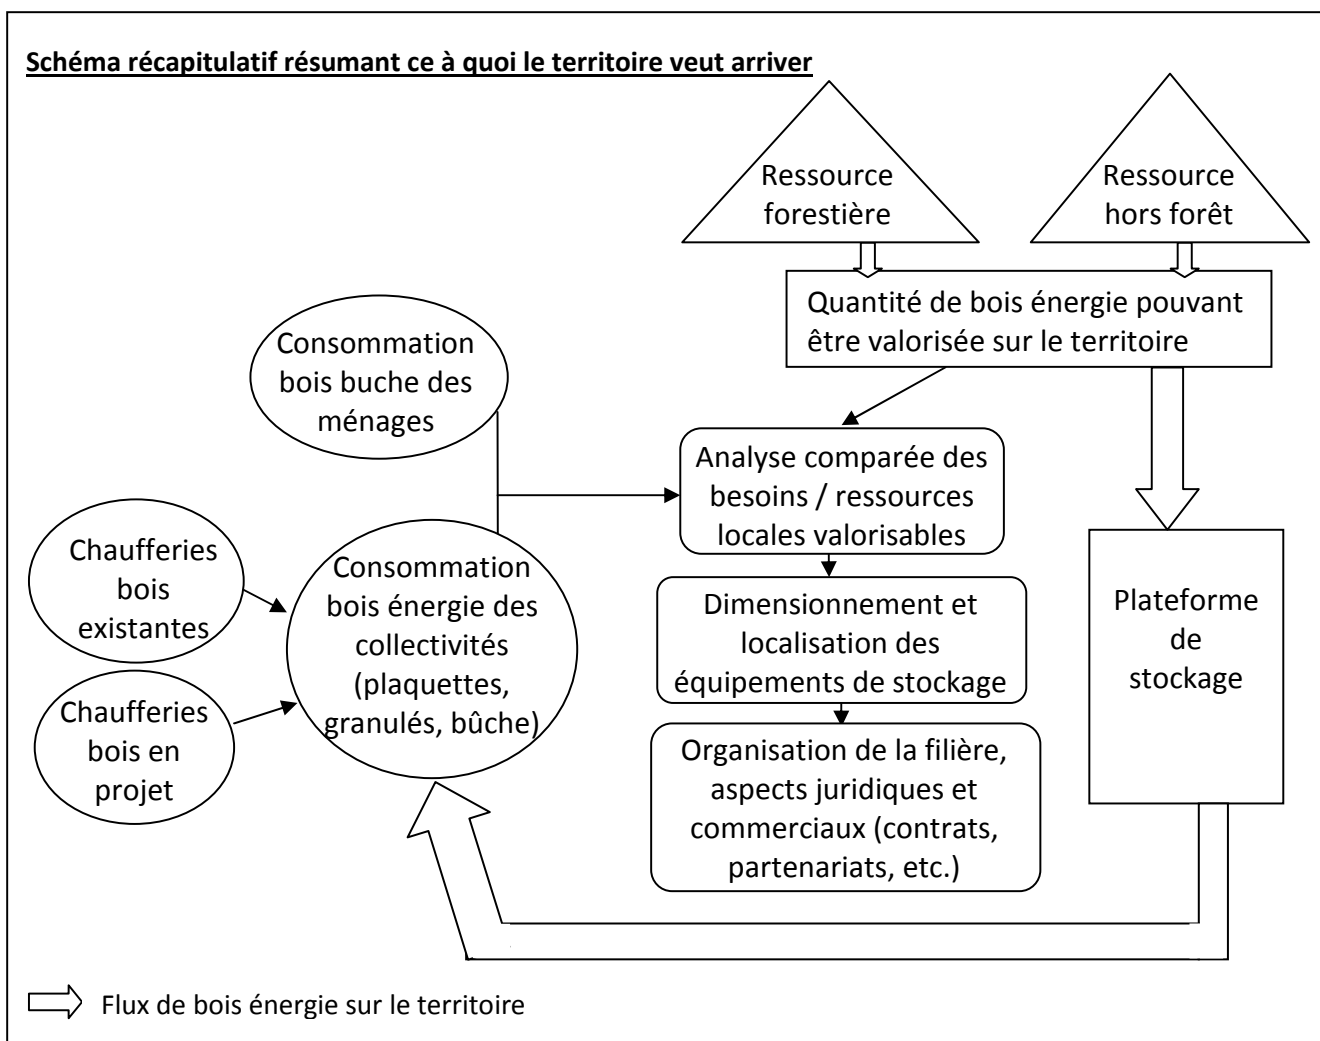 Schéma récapitulatif résumant ce à quoi le territoire veut arriver
Ressource
forestière
Ressource
hors forêt
Quantité de bois énergie pouvant
être valorisée sur le territoire
Consommation
bois buche des
ménages
Analyse comparée des
besoins / ressources
locales valorisables
Chaufferies
bois
existantes
Consommation
bois énergie des
collectivités
(plaquettes,
granulés, bûche)
Dimensionnement et
localisation des
équipements de stockage
Plateforme
de
stockage
Chaufferies
bois en
projet
Organisation de la filière,
aspects juridiques et
commerciaux (contrats,
partenariats, etc.)
Flux de bois énergie sur le territoire